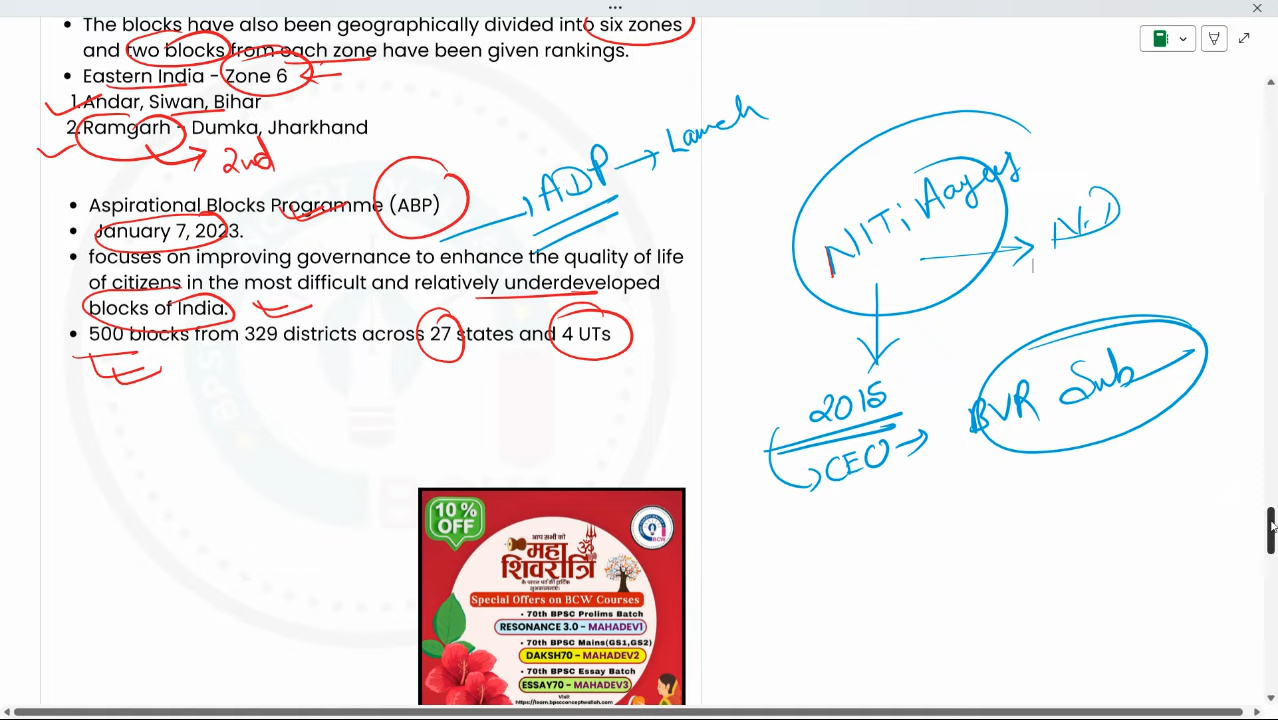 The blocks have also been geographically divided into six zones
and two blocks from each zone have been given rankings.
Eastern India - Zone 6
1. Andar, Siwan, Bihar
2. Ramgarh - Dumka, Jharkhand
2nd
ADP → Launch
Aspirational Blocks Programme (ABP)
January 7, 2023.
focuses on improving governance to enhance the quality of life
of citizens in the most difficult and relatively underdeveloped
blocks of India.
500 blocks from 329 districts across 27 states and 4 UTs
NITI Aayog
2015
CEO →
BVR Sub
10%
OFF
BCW
आप सभी को
महा
शिवरात्रि
Special Offers on BCW Courses
• 70th BPSC Prelims Batch
RESONANCE 3.0 - MAHADEV1
• 70th BPSC Mains(GS1,GS2)
DAKSH70 - MAHADEV2
• 70th BPSC Essay Batch
ESSAY70 - MAHADEV3
Visit